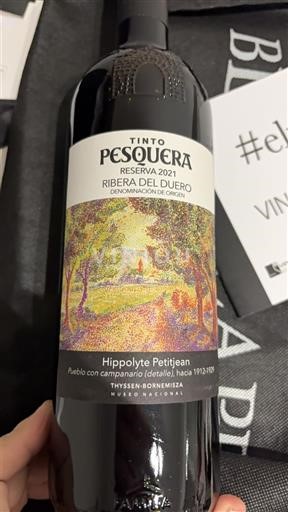 TINTO
PESQUERA
RESERVA 2021
RIBERA DEL DUERO
DENOMINACIÓN DE ORIGEN
Hippolyte Petitjean
Pueblo con campanario (detalle), hacia 1912-1929
THYSSEN-BORNEMISZA
MUSEO NACIONAL
#el
VIN